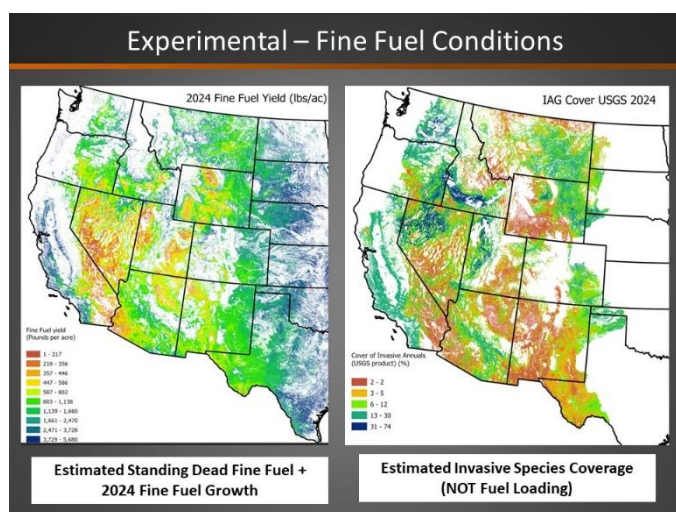 Experimental – Fine Fuel Conditions
2024 Fine Fuel Yield (lbs/ac)
Fine Fuel yield
(Pounds per acre)
1 - 217
218 - 356
357 - 446
447 - 586
587 - 802
803 - 1,138
1,139 - 1,660
1,661 - 2,470
2,471 - 3,728
3,729 - 5,680
Estimated Standing Dead Fine Fuel +
2024 Fine Fuel Growth
IAG Cover USGS 2024
Cover of Invasive Annuals
(USGS product) (%)
2 - 2
3 - 5
6 - 12
13 - 30
31 - 74
Estimated Invasive Species Coverage
(NOT Fuel Loading)